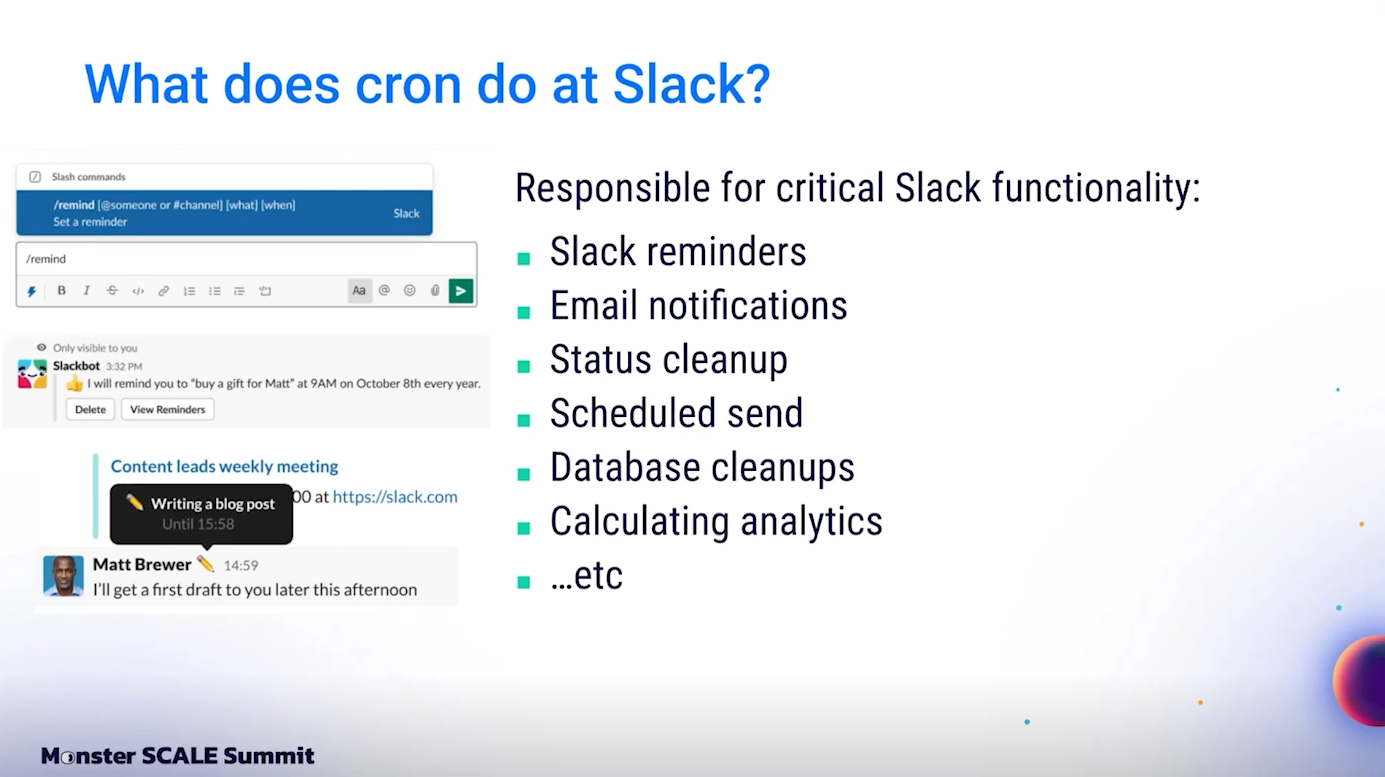 What does cron do at Slack?
Slash commands
/remind [@someone or #channel] [what] [when]
Set a reminder
Slack
/remind
B I S </> Aa @
Only visible to you
Slackbot 3:32 PM
👍 I will remind you to “buy a gift for Matt” at 9AM on October 8th every year.
Delete View Reminders
Content leads weekly meeting
00 at https://slack.com
✏️ Writing a blog post
Until 15:58
Matt Brewer ✏️ 14:59
I’ll get a first draft to you later this afternoon
Responsible for critical Slack functionality:
Slack reminders
Email notifications
Status cleanup
Scheduled send
Database cleanups
Calculating analytics
…etc
Monster SCALE Summit